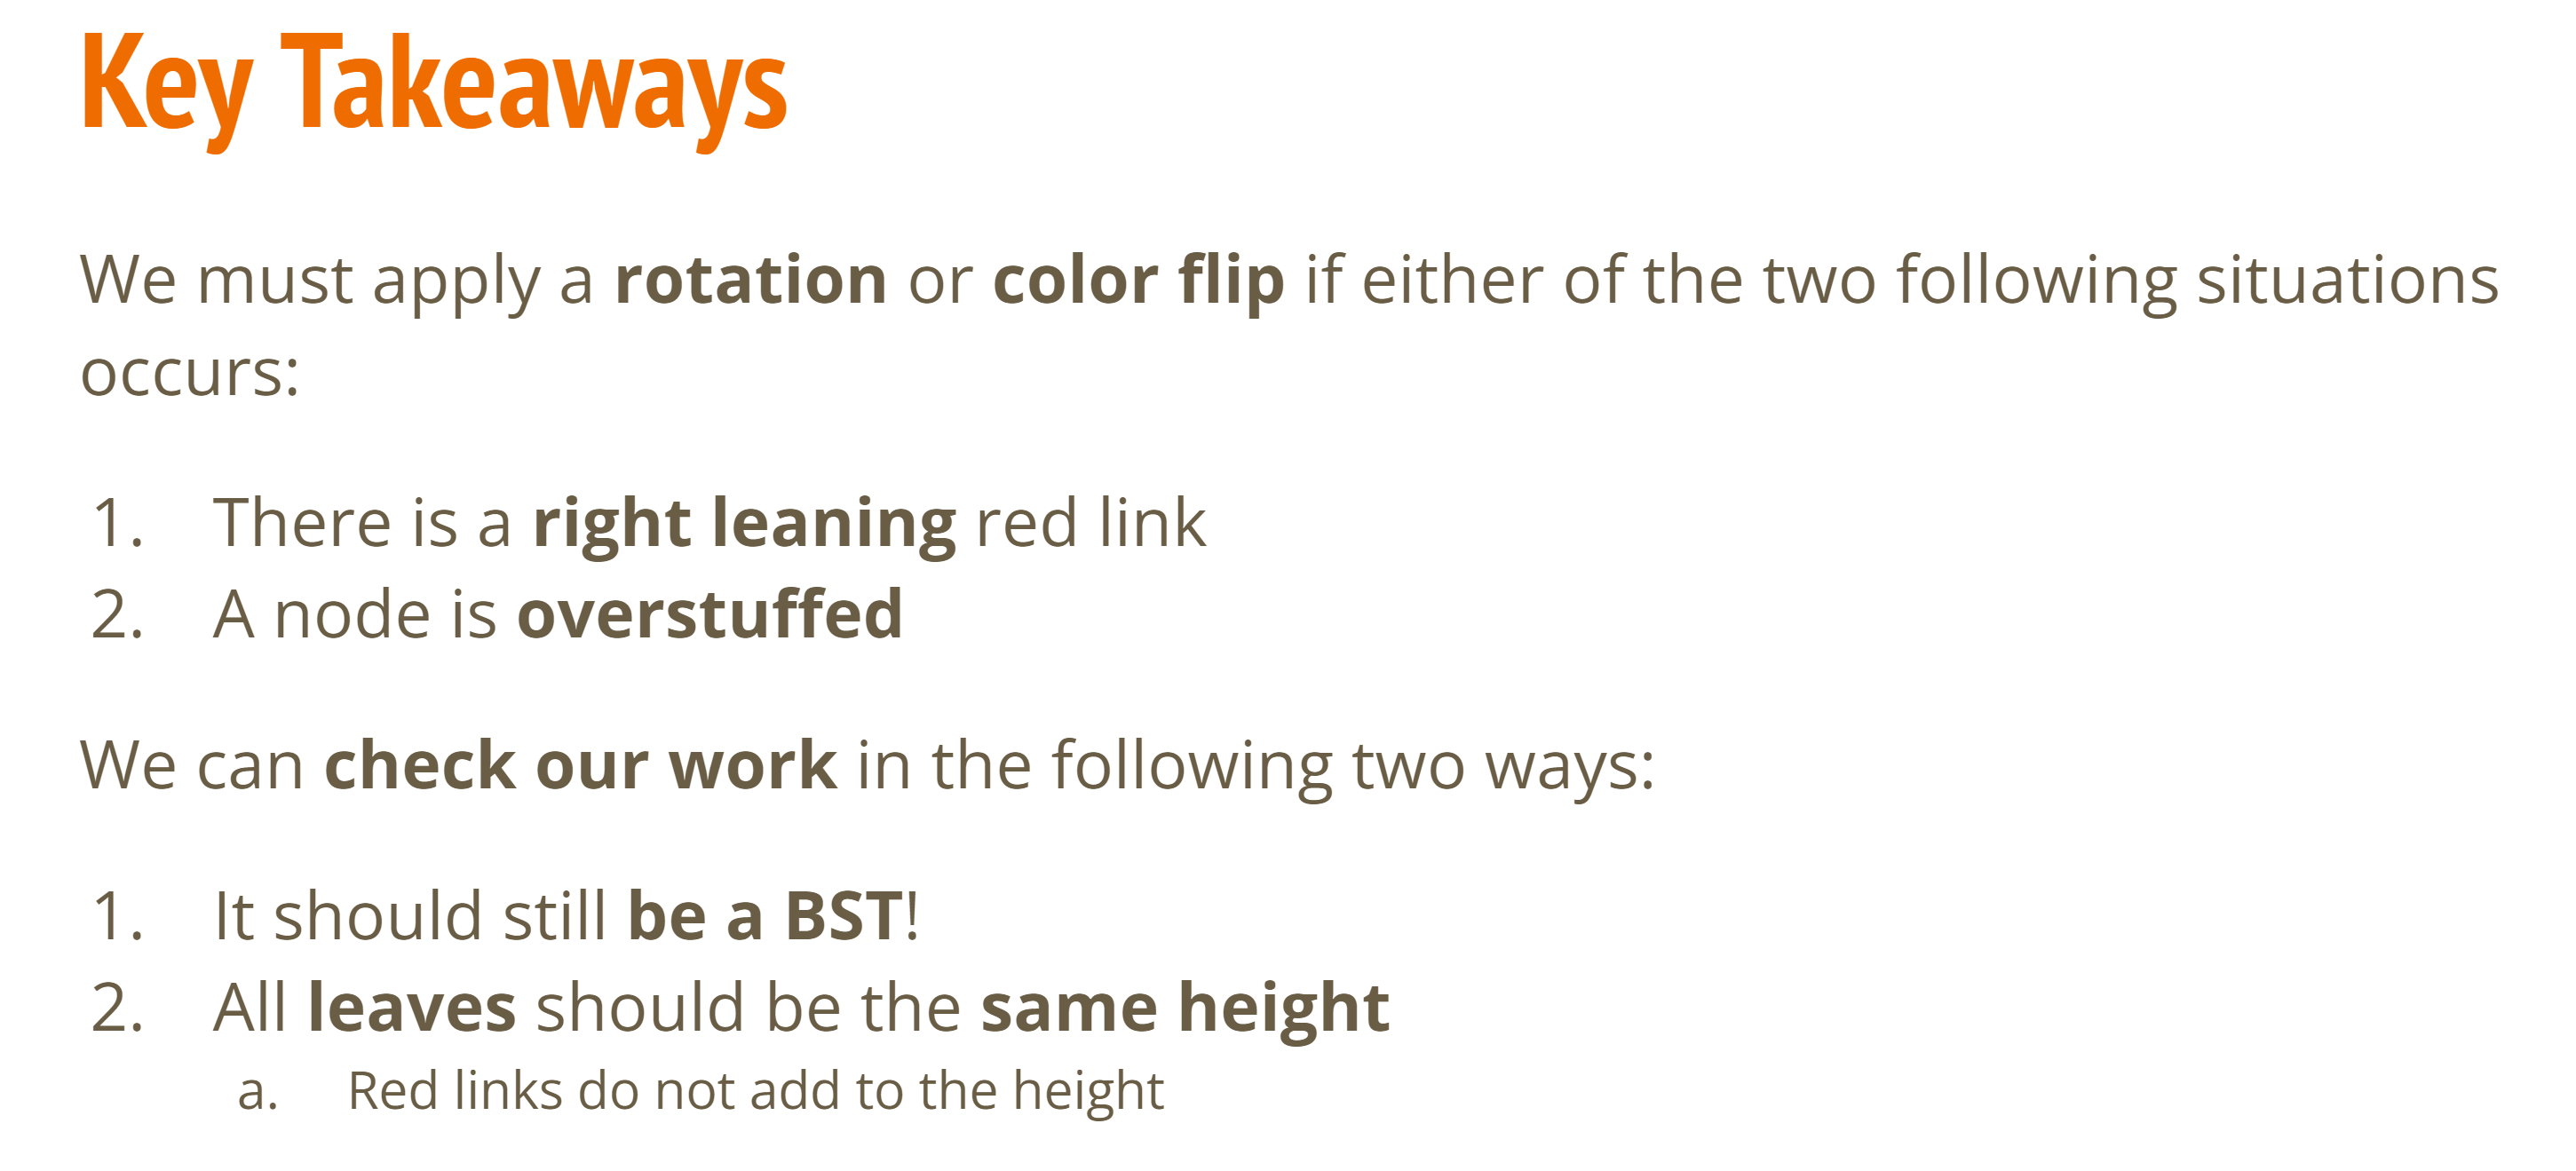 Key Takeaways
We must apply a rotation or color flip if either of the two following situations
occurs:
1. There is a right leaning red link
2. A node is overstuffed
We can check our work in the following two ways:
1. It should still be a BST!
2. All leaves should be the same height
a. Red links do not add to the height